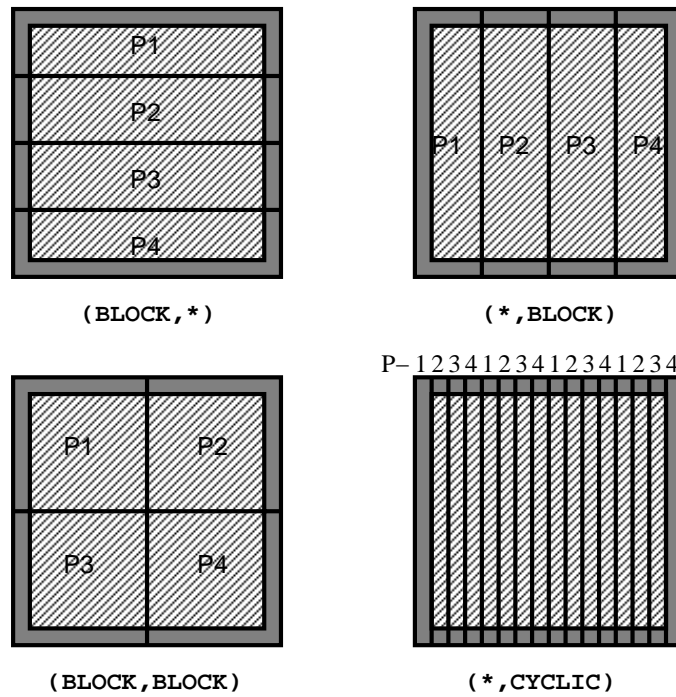 P1
P2
P3
P4
(BLOCK,*)
P1 P2 P3 P4
(*,BLOCK)
P1 P2
P3 P4
(BLOCK,BLOCK)
P– 1 2 3 4 1 2 3 4 1 2 3 4 1 2 3 4
(*,CYCLIC)